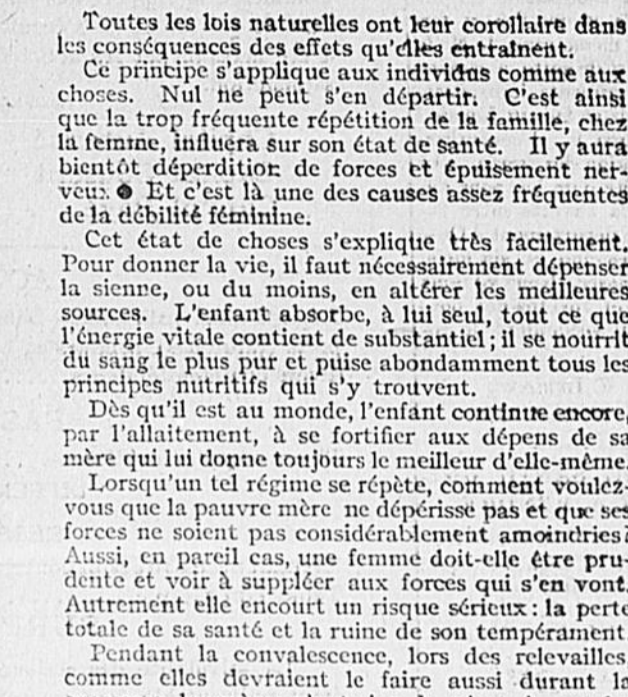 Toutes les lois naturelles ont leur corollaire dans
les conséquences des effets qu'elles entraînent.
Ce principe s'applique aux individus comme aux
choses. Nul ne peut s'en départir. C'est ainsi
que la trop fréquente répétition de la famille, chez
la femme, influera sur son état de santé. Il y aura
bientôt déperdition de forces et épuisement ner-
veux. Et c'est là une des causes assez fréquentes
de la débilité féminine.
Cet état de choses s'explique très facilement.
Pour donner la vie, il faut nécessairement dépenser
la sienne, ou du moins, en altérer les meilleures
sources. L'enfant absorbe, à lui seul, tout ce que
l'énergie vitale contient de substantiel ; il se nourrit
du sang le plus pur et puise abondamment tous les
principes nutritifs qui s'y trouvent.
Dès qu'il est au monde, l'enfant continue encore,
par l'allaitement, à se fortifier aux dépens de sa
mère qui lui donne toujours le meilleur d'elle-même.
Lorsqu'un tel régime se répète, comment voulez-
vous que la pauvre mère ne dépérisse pas et que ses
forces ne soient pas considérablement amoindries?
Aussi, en pareil cas, une femme doit-elle être pru-
dente et voir à suppléer aux forces qui s'en vont.
Autrement elle encourt un risque sérieux : la perte
totale de sa santé et la ruine de son tempérament
Pendant la convalescence, lors des relevailles
comme elles devraient le faire aussi durant la